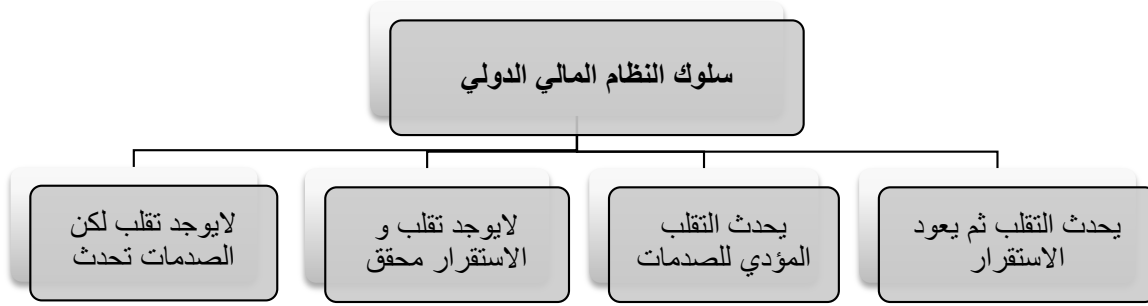 سلوك النظام المالي الدولي
يحدث التقلب ثم يعود
الاستقرار
يحدث التقلب
المؤدي للصدمات
لايوجد تقلب و
الاستقرار محقق
لايوجد تقلب لكن
الصدمات تحدث